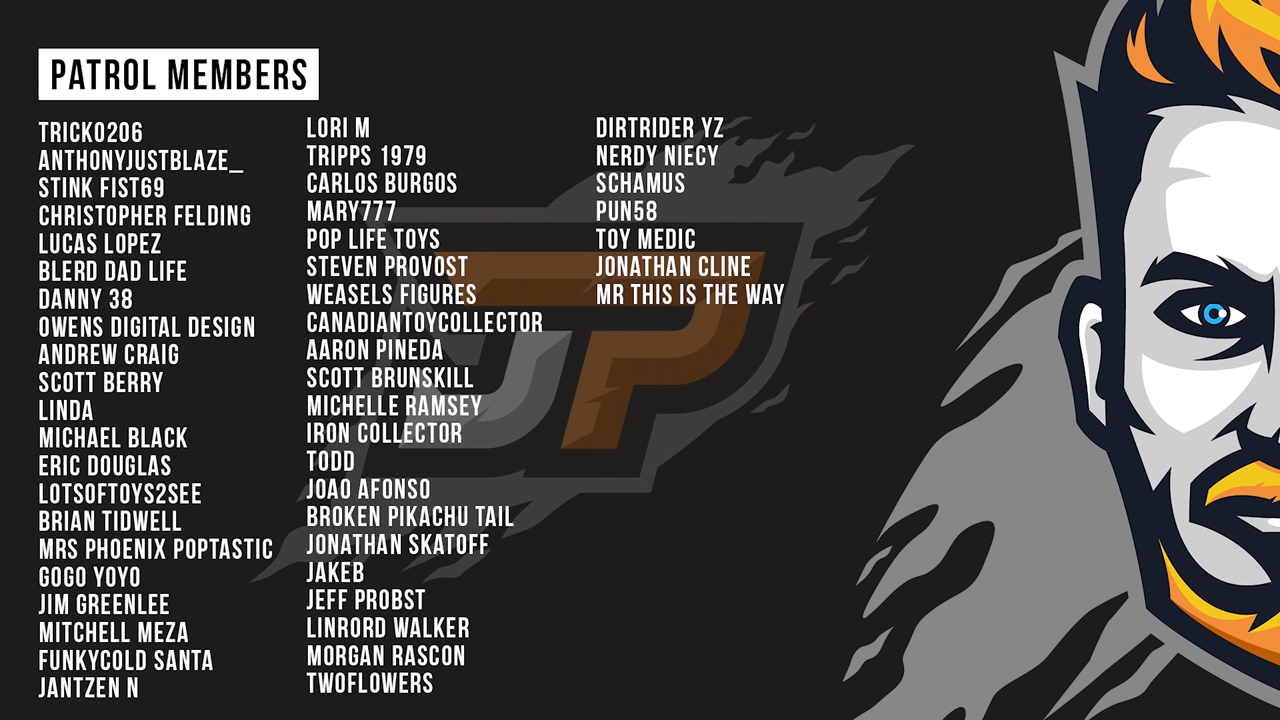 PATROL MEMBERS
TRICKO206
ANTHONYJUSTBLAZE_
STINK FIST69
CHRISTOPHER FELDING
LUCAS LOPEZ
BLERD DAD LIFE
DANNY 38
OWENS DIGITAL DESIGN
ANDREW CRAIG
SCOTT BERRY
LINDA
MICHAEL BLACK
ERIC DOUGLAS
LOTSOFTOYS2SEE
BRIAN TIDWELL
MRS PHOENIX POPTASTIC
GOGO YOYO
JIM GREENLEE
MITCHELL MEZA
FUNKYCOLD SANTA
JANTZEN N
LORI M
TRIPPS 1979
CARLOS BURGOS
MARY777
POP LIFE TOYS
STEVEN PROVOST
WEASELS FIGURES
CANADIANTOYCOLLECTOR
AARON PINEDA
SCOTT BRUNSKILL
MICHELLE RAMSEY
IRON COLLECTOR
TODD
JOAO AFONSO
BROKEN PIKACHU TAIL
JONATHAN SKATOFF
JAKEB
JEFF PROBST
LINRORD WALKER
MORGAN RASCON
TWOFLOWERS
DIRTRIDER YZ
NERDY NIECY
SCHAMUS
PUN58
TOY MEDIC
JONATHAN CLINE
MR THIS IS THE WAY
JP